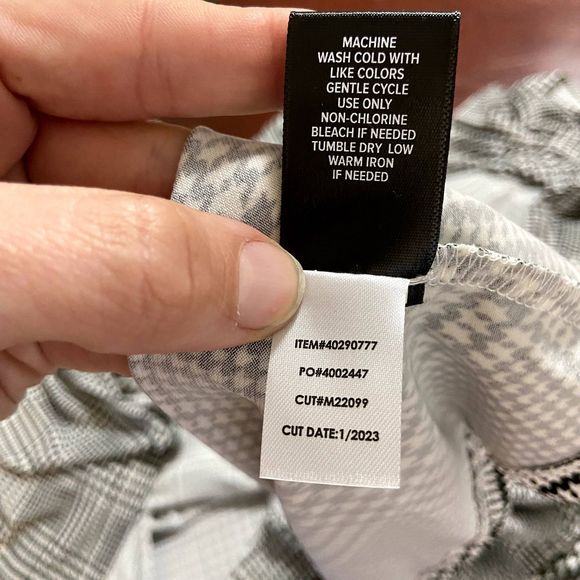 MACHINE
WASH COLD WITH
LIKE COLORS
GENTLE CYCLE
USE ONLY
NON-CHLORINE
BLEACH IF NEEDED
TUMBLE DRY LOW
WARM IRON
IF NEEDED
ITEM#40290777
PO#4002447
CUT#M22099
CUT DATE:1/2023